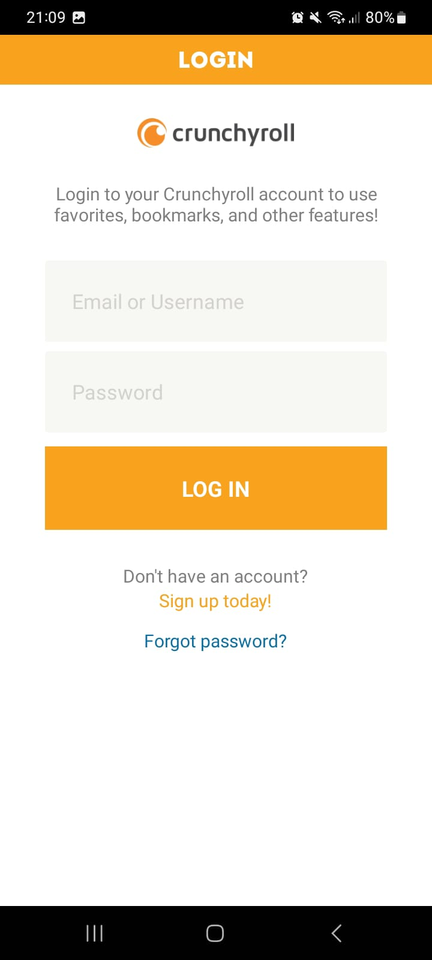 21:09
80%
LOGIN
crunchyroll
Login to your Crunchyroll account to use
favorites, bookmarks, and other features!
Email or Username
Password
LOG IN
Don't have an account?
Sign up today!
Forgot password?